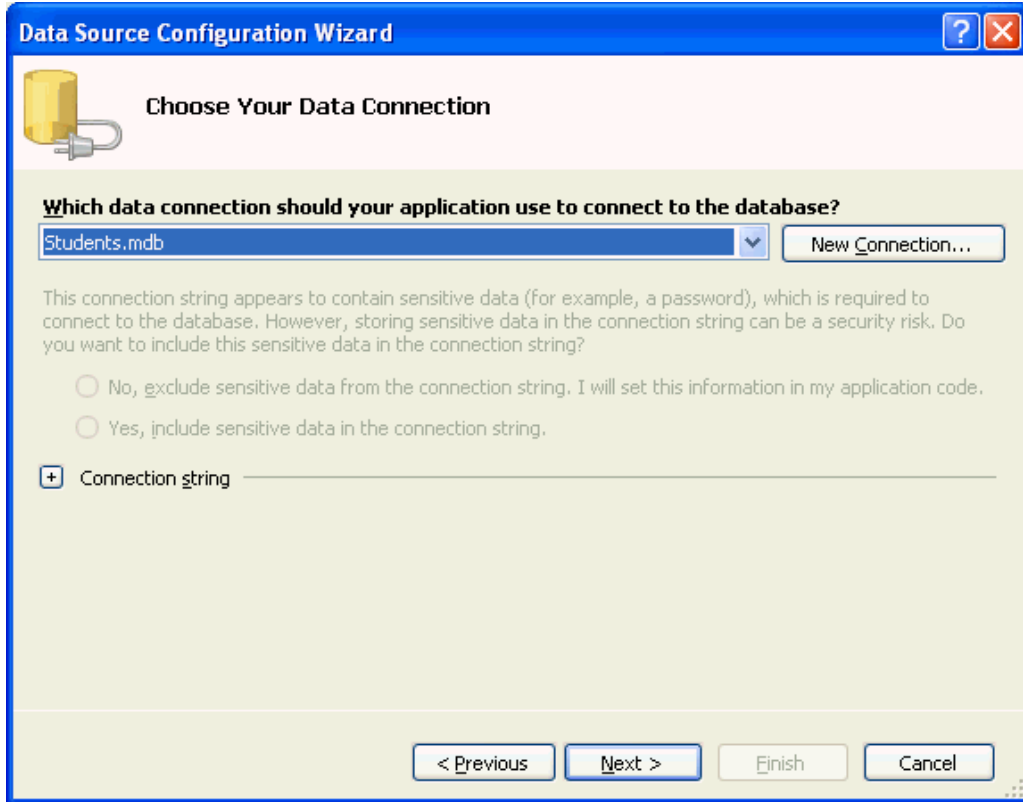 Data Source Configuration Wizard
Choose Your Data Connection
Which data connection should your application use to connect to the database?
Students.mdb
New Connection...
This connection string appears to contain sensitive data (for example, a password), which is required to
connect to the database. However, storing sensitive data in the connection string can be a security risk. Do
you want to include this sensitive data in the connection string?
No, exclude sensitive data from the connection string. I will set this information in my application code.
Yes, include sensitive data in the connection string.
Connection string
< Previous
Next >
Finish
Cancel